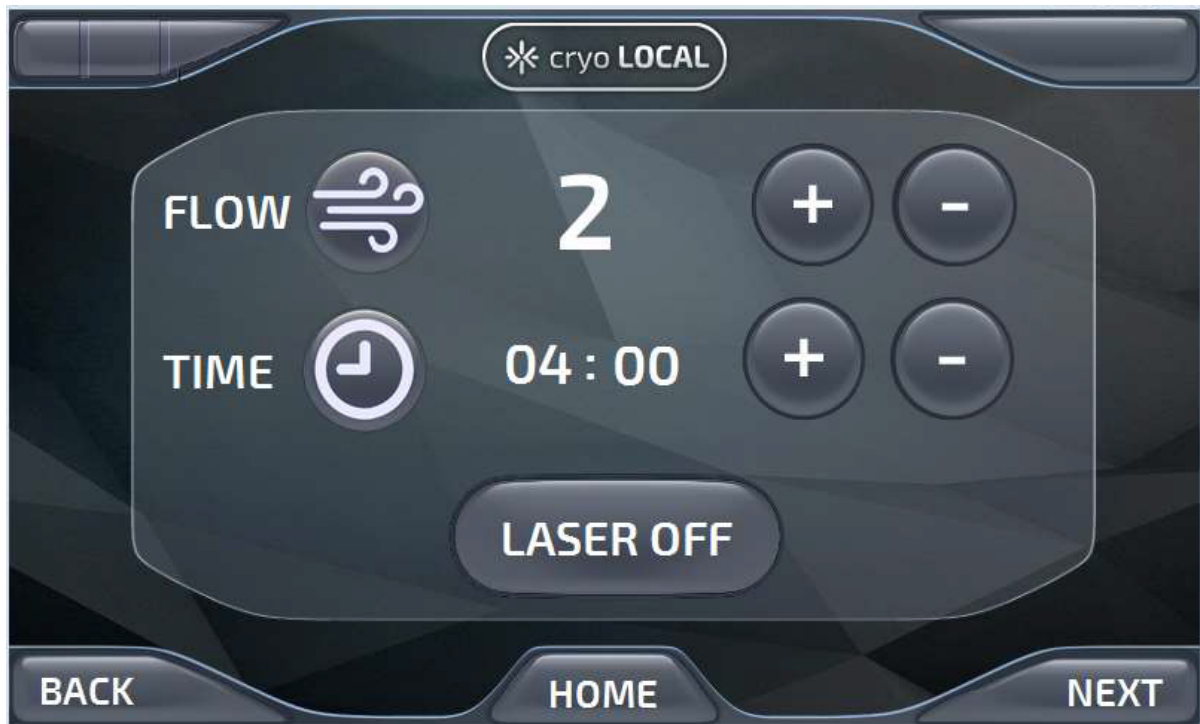 cryo LOCAL
FLOW 2 + -
TIME 04 : 00 + -
LASER OFF
BACK HOME NEXT